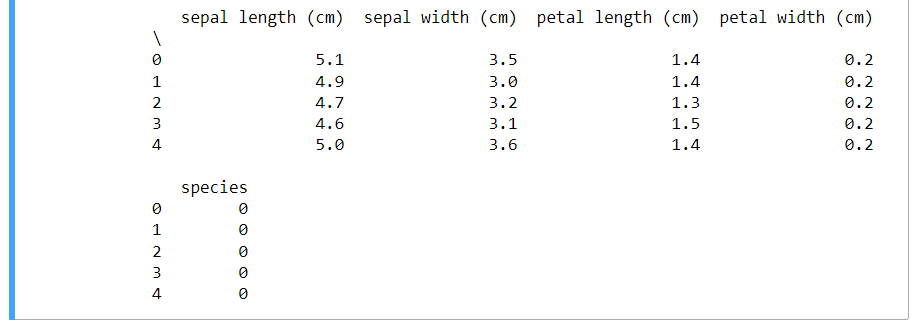 sepal length (cm) sepal width (cm) petal length (cm) petal width (cm)
\
0 5.1 3.5 1.4 0.2
1 4.9 3.0 1.4 0.2
2 4.7 3.2 1.3 0.2
3 4.6 3.1 1.5 0.2
4 5.0 3.6 1.4 0.2
species
0 0
1 0
2 0
3 0
4 0